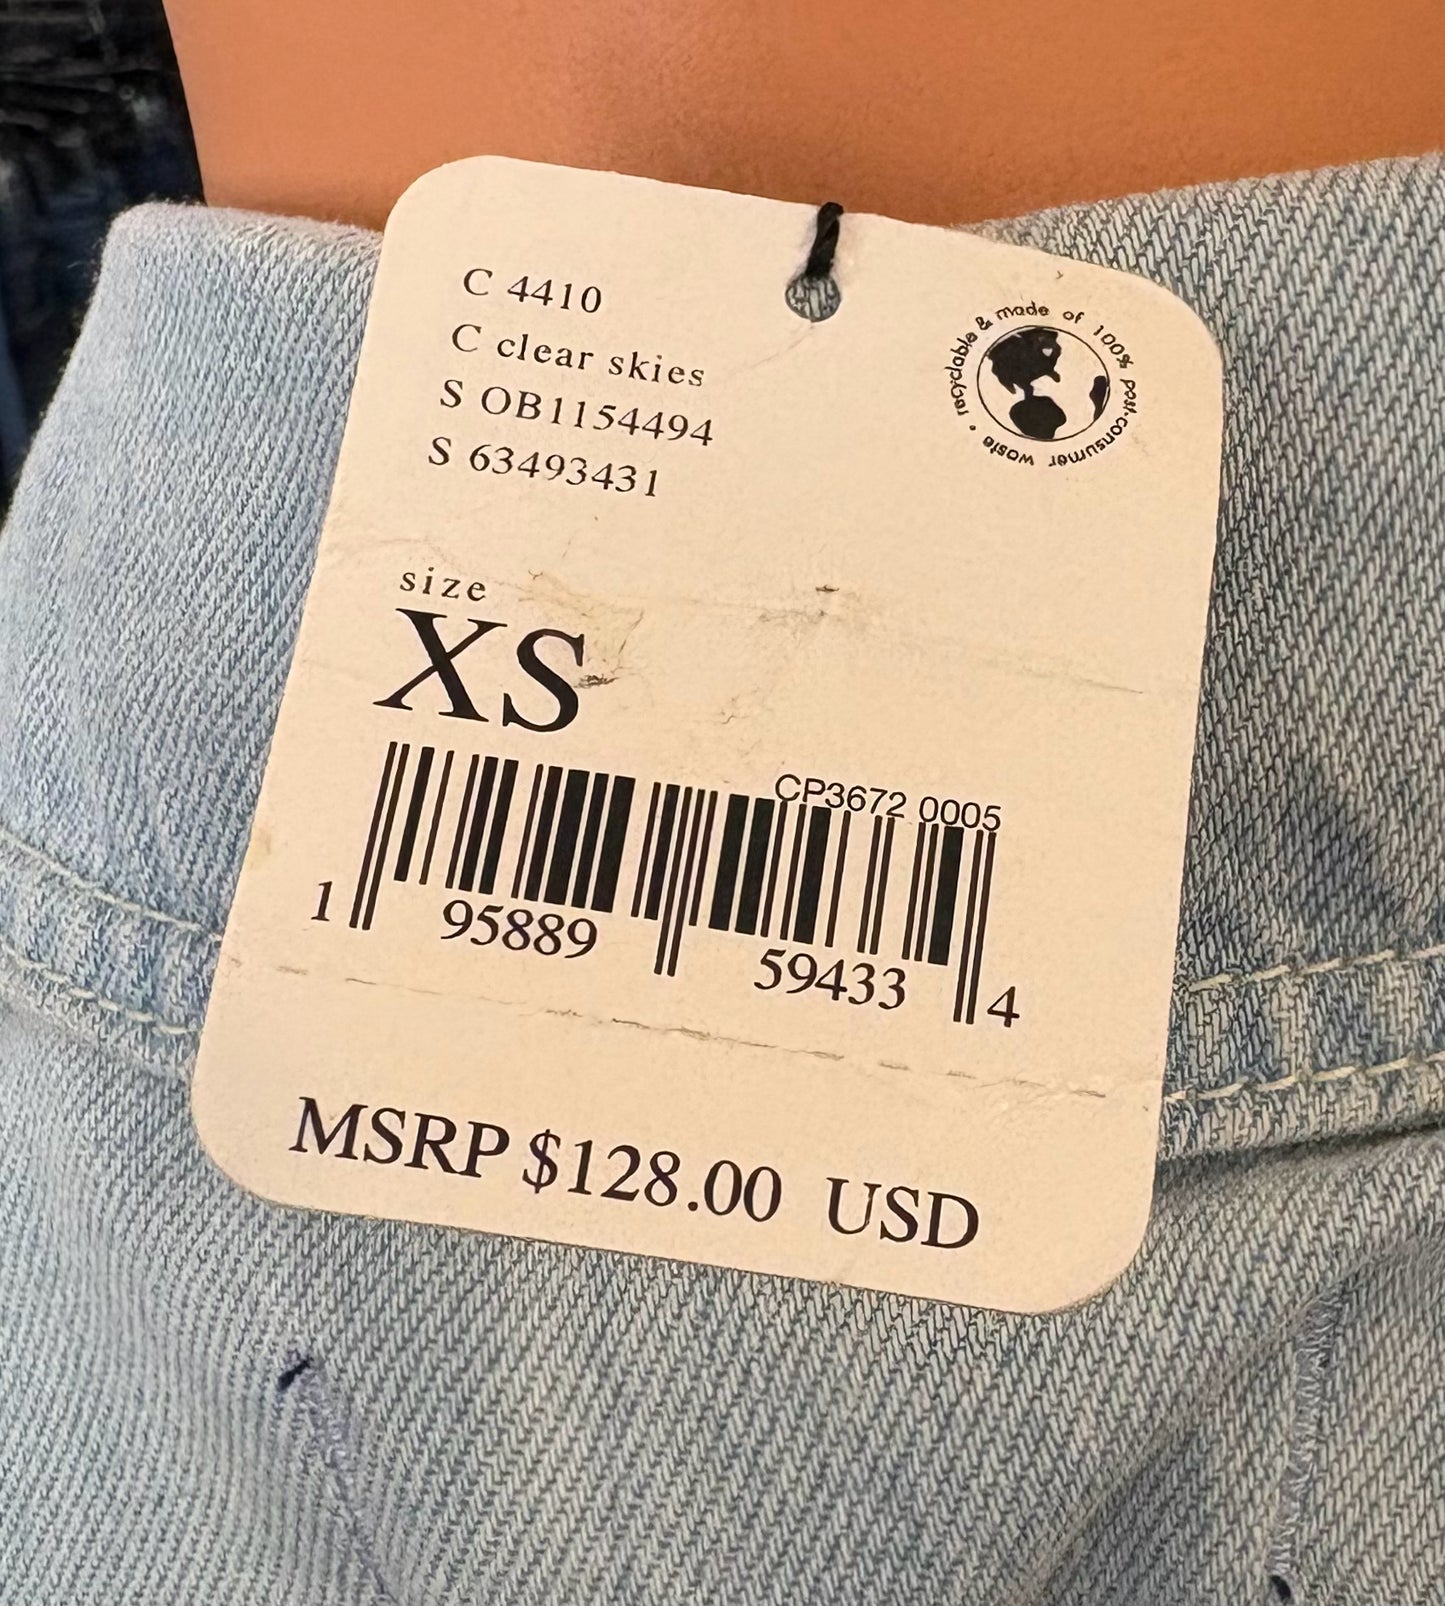 C 4410
C clear skies
S OB1154494
S 63493431
recyclable & made of 100% post-consumer waste •
size
XS
CP3672 0005
1 95889 59433 4
MSRP $128.00 USD